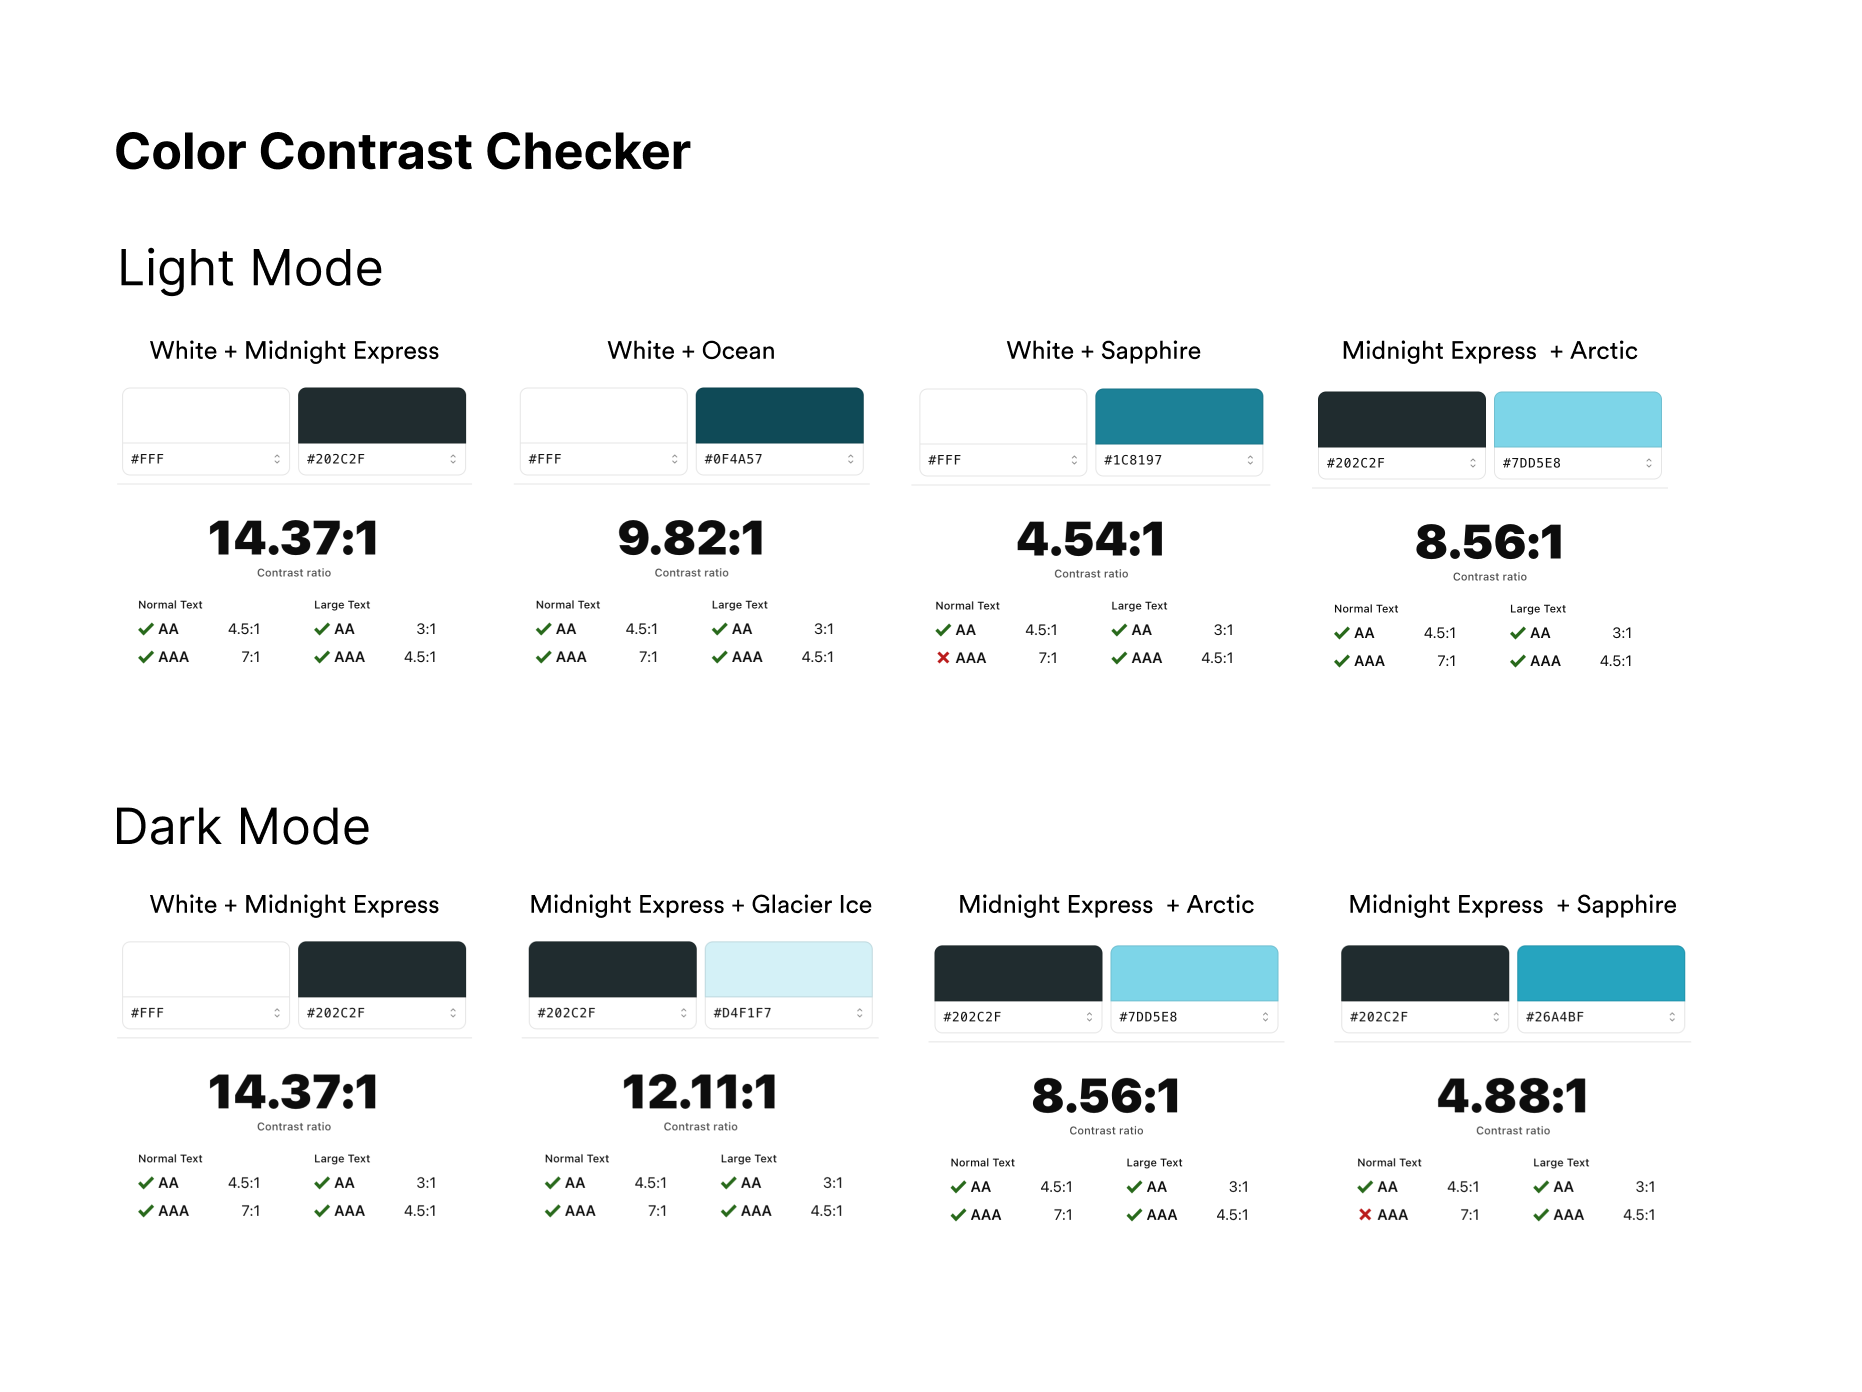 Color Contrast Checker
Light Mode
White + Midnight Express
#FFF #202C2F
14.37:1
Contrast ratio
Normal Text Large Text
AA 4.5:1 AA 3:1
AAA 7:1 AAA 4.5:1
White + Ocean
#FFF #0F4A57
9.82:1
Contrast ratio
Normal Text Large Text
AA 4.5:1 AA 3:1
AAA 7:1 AAA 4.5:1
White + Sapphire
#FFF #1C8197
4.54:1
Contrast ratio
Normal Text Large Text
AA 4.5:1 AA 3:1
AAA 7:1 AAA 4.5:1
Midnight Express + Arctic
#202C2F #7DD5E8
8.56:1
Contrast ratio
Normal Text Large Text
AA 4.5:1 AA 3:1
AAA 7:1 AAA 4.5:1
Dark Mode
White + Midnight Express
#FFF #202C2F
14.37:1
Contrast ratio
Normal Text Large Text
AA 4.5:1 AA 3:1
AAA 7:1 AAA 4.5:1
Midnight Express + Glacier Ice
#202C2F #D4F1F7
12.11:1
Contrast ratio
Normal Text Large Text
AA 4.5:1 AA 3:1
AAA 7:1 AAA 4.5:1
Midnight Express + Arctic
#202C2F #7DD5E8
8.56:1
Contrast ratio
Normal Text Large Text
AA 4.5:1 AA 3:1
AAA 7:1 AAA 4.5:1
Midnight Express + Sapphire
#202C2F #26A4BF
4.88:1
Contrast ratio
Normal Text Large Text
AA 4.5:1 AA 3:1
AAA 7:1 AAA 4.5:1